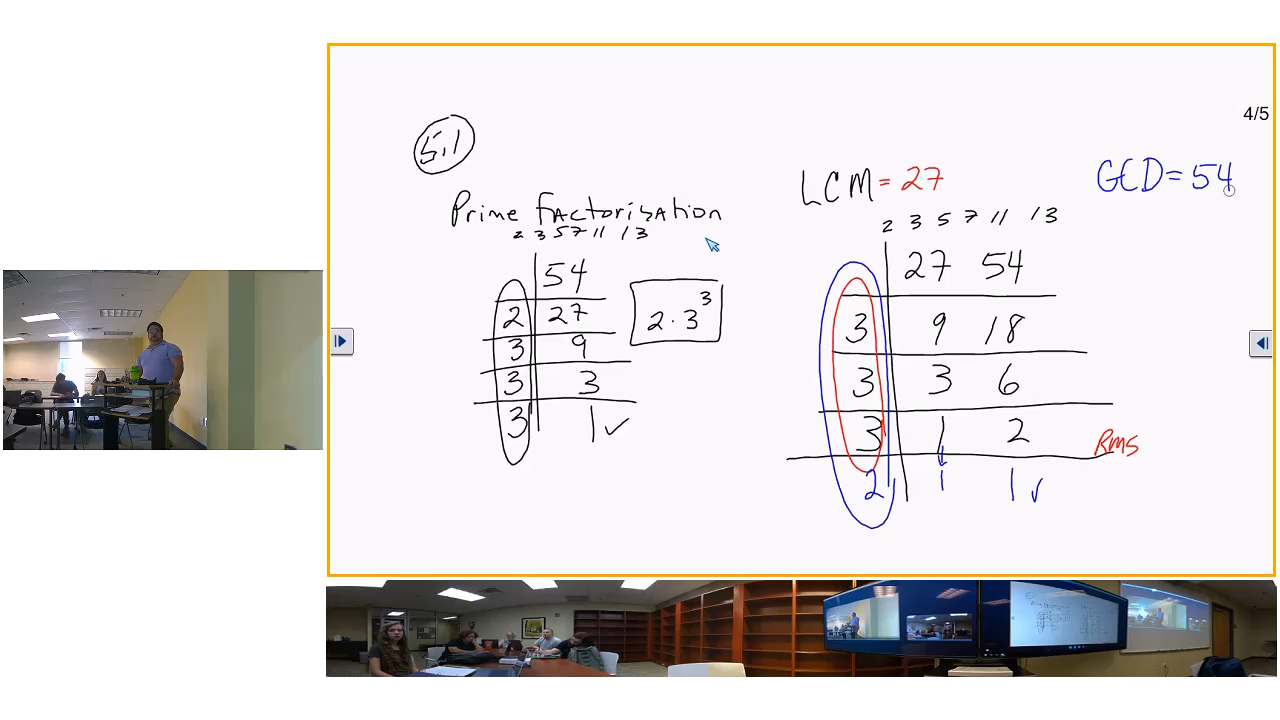 4/5
5.1
Prime Factorisation
2 3 5 7 11 13
54
2 27
3 9
3 3
3 1 ✓
2 · 3³
LCM = 27
GCD = 54
2 3 5 7 11 13
27 54
3 9 18
3 3 6
3 1 2
RMS
2 1 1 ✓